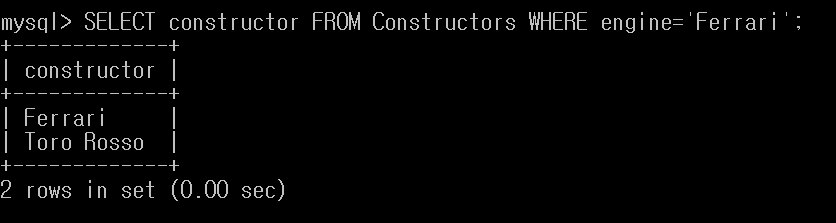 mysql> SELECT constructor FROM Constructors WHERE engine='Ferrari';
+-------------+
| constructor |
+-------------+
| Ferrari     |
| Toro Rosso  |
+-------------+
2 rows in set (0.00 sec)